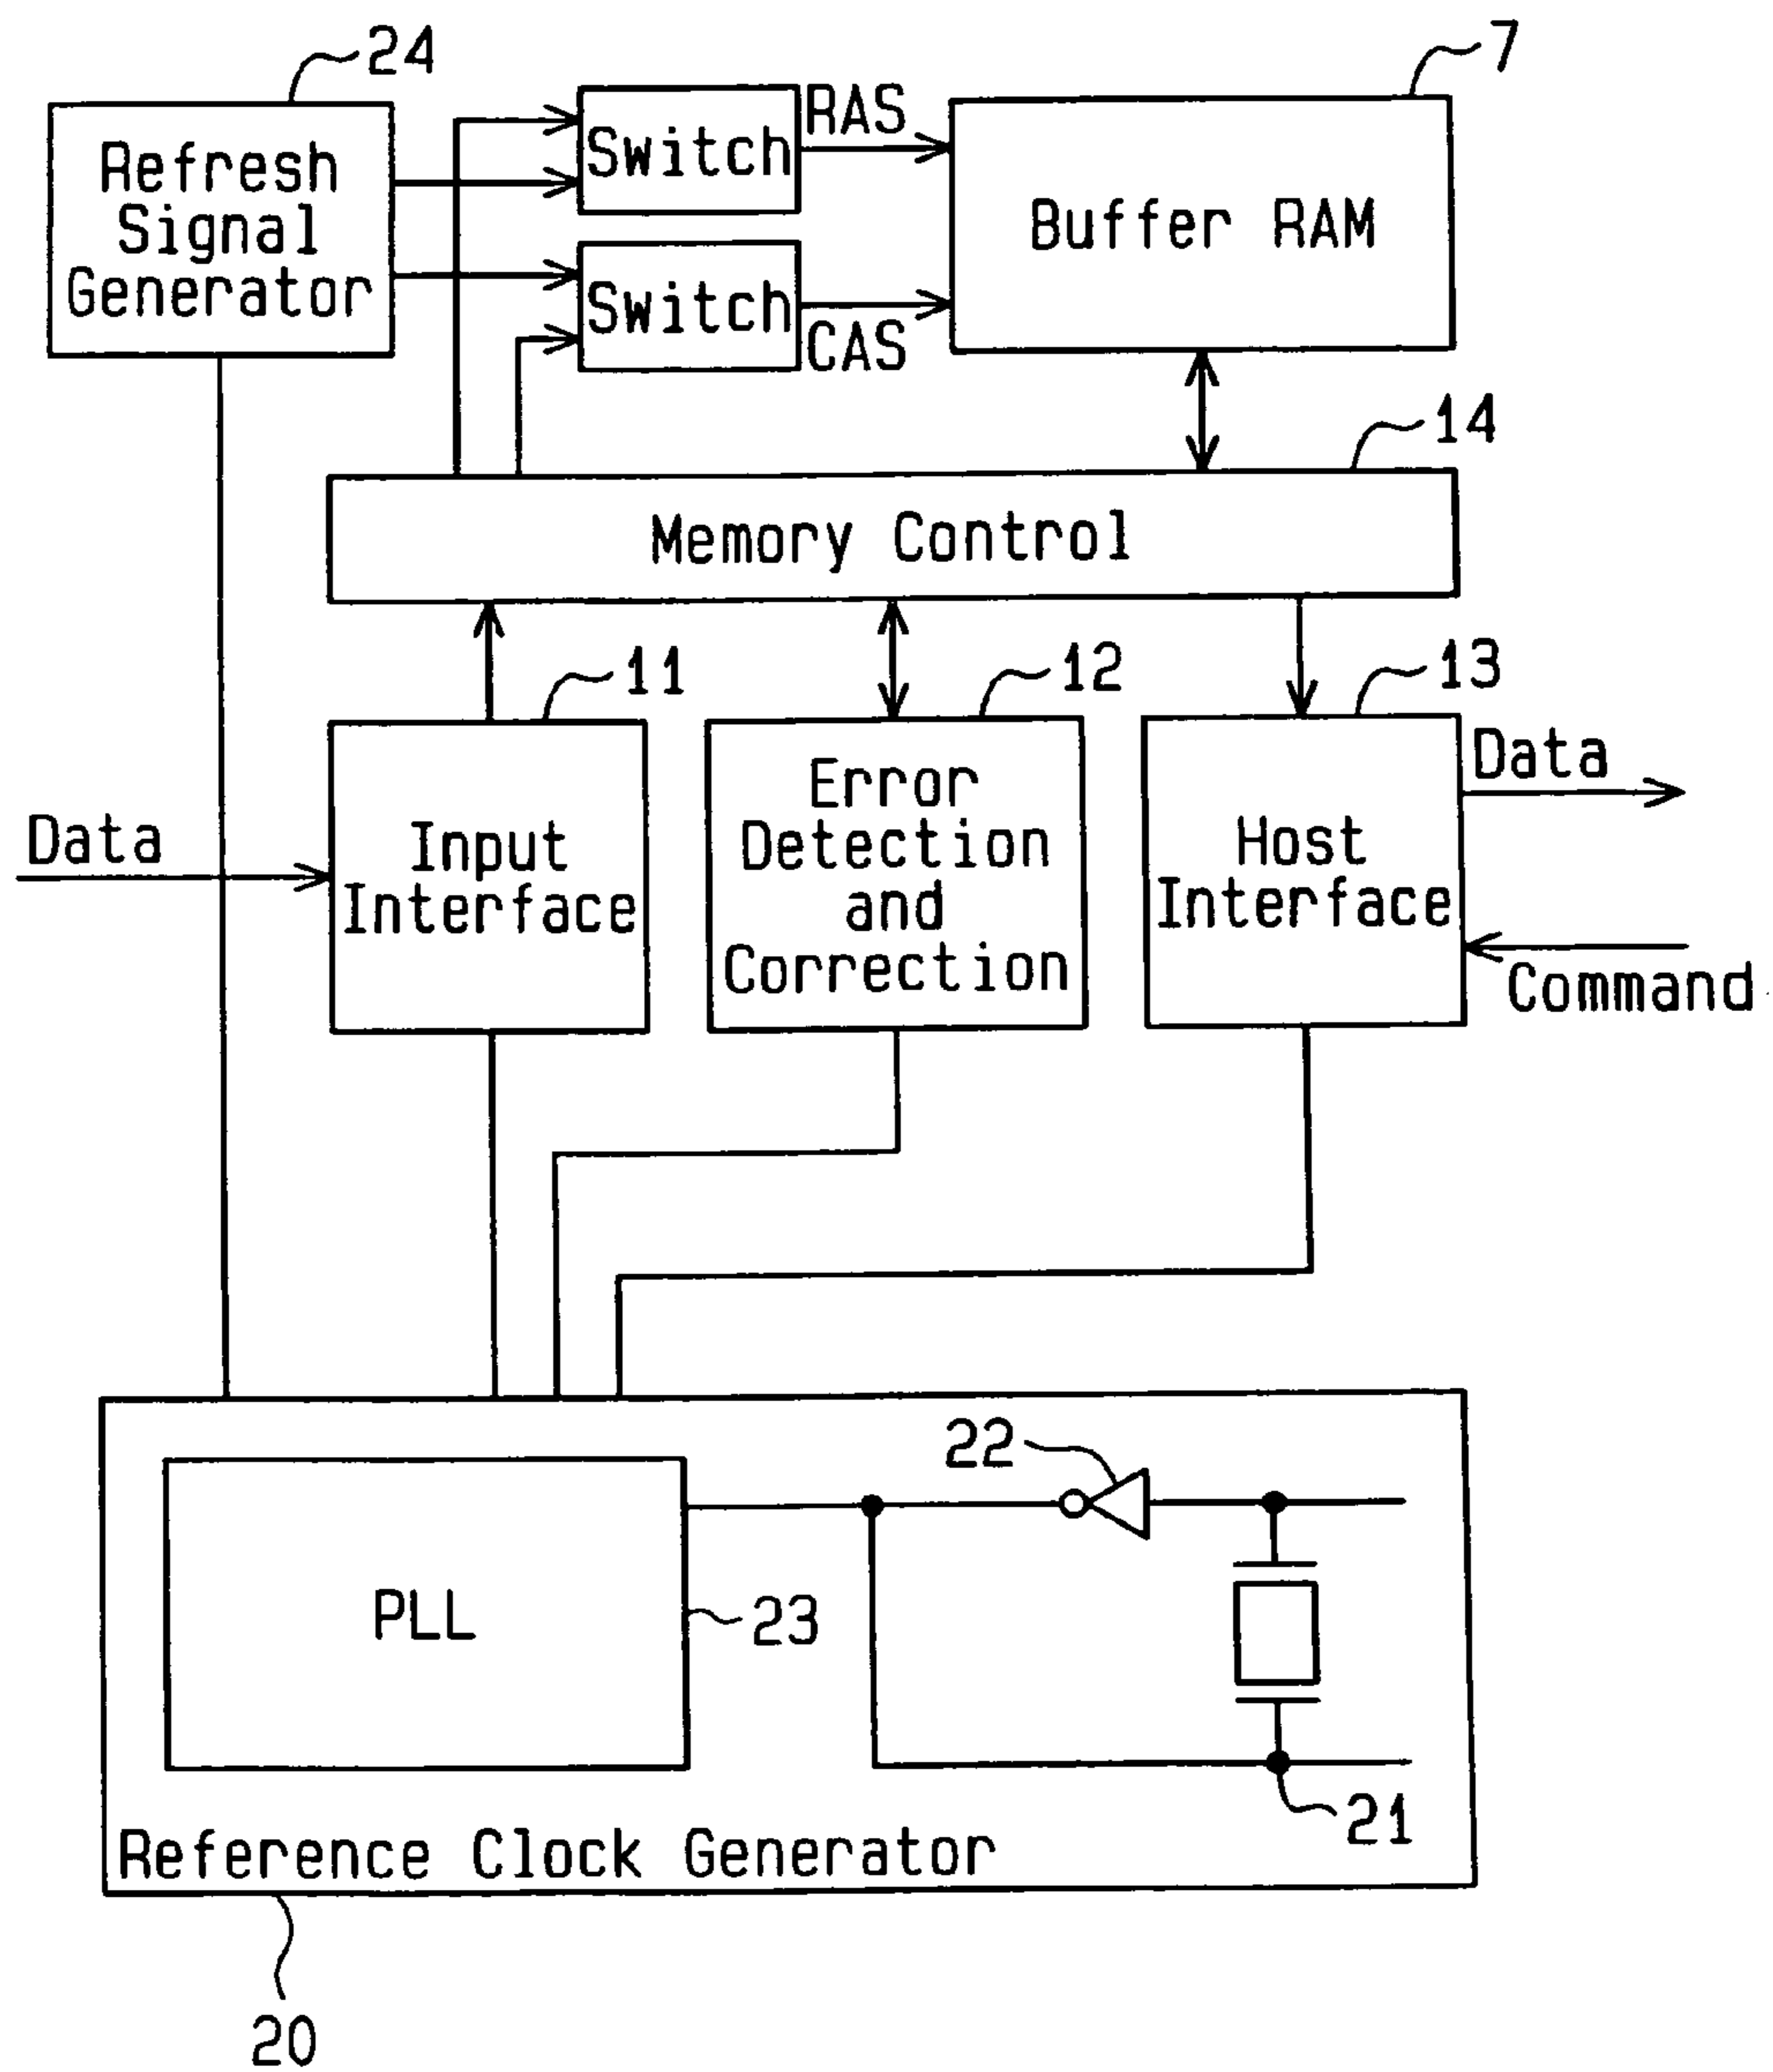 24
7
Refresh
Signal
Generator
Switch
RAS
Switch
CAS
Buffer RAM
14
Memory Control
11
12
13
Data
Input
Interface
Error
Detection
and
Correction
Host
Interface
Data
Command
22
PLL
23
21
Reference Clock Generator
20